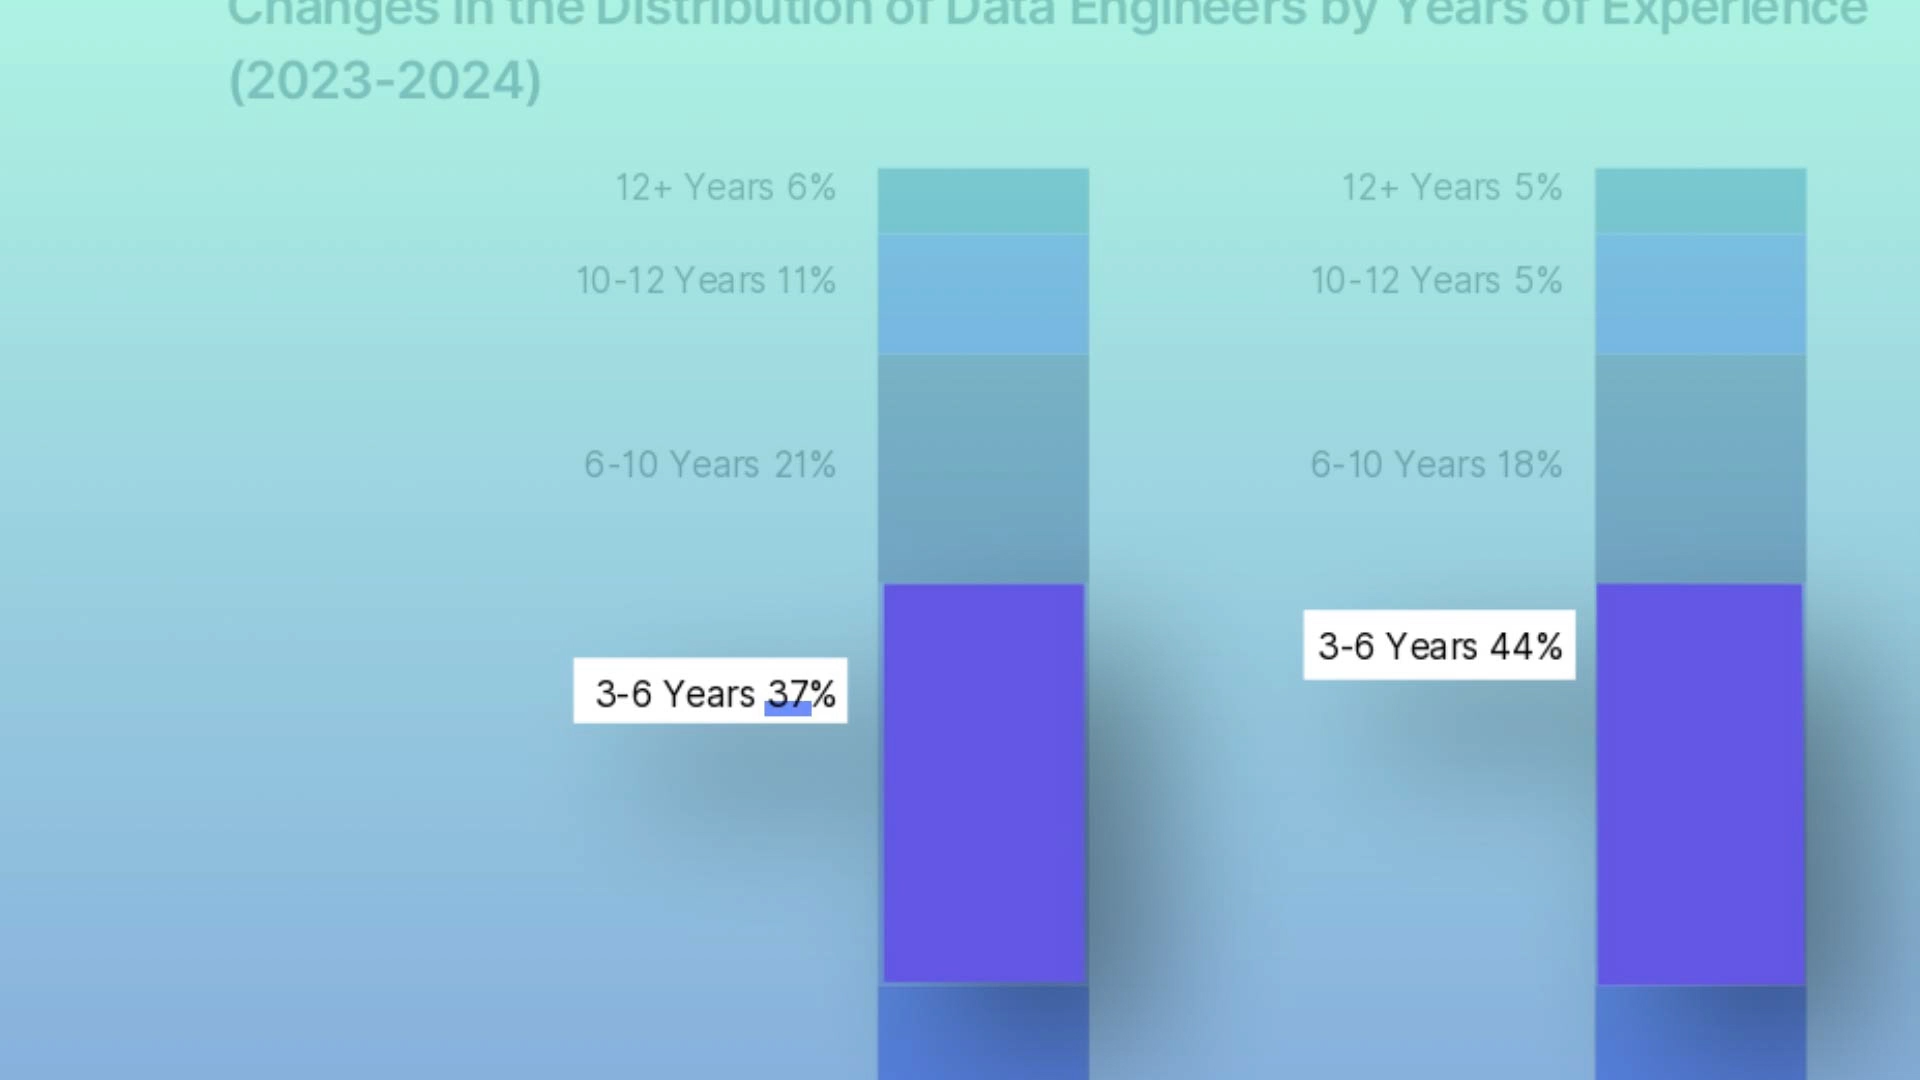 Changes in the Distribution of Data Engineers by Years of Experience
(2023-2024)
12+ Years 6%
10-12 Years 11%
6-10 Years 21%
3-6 Years 37%
12+ Years 5%
10-12 Years 5%
6-10 Years 18%
3-6 Years 44%